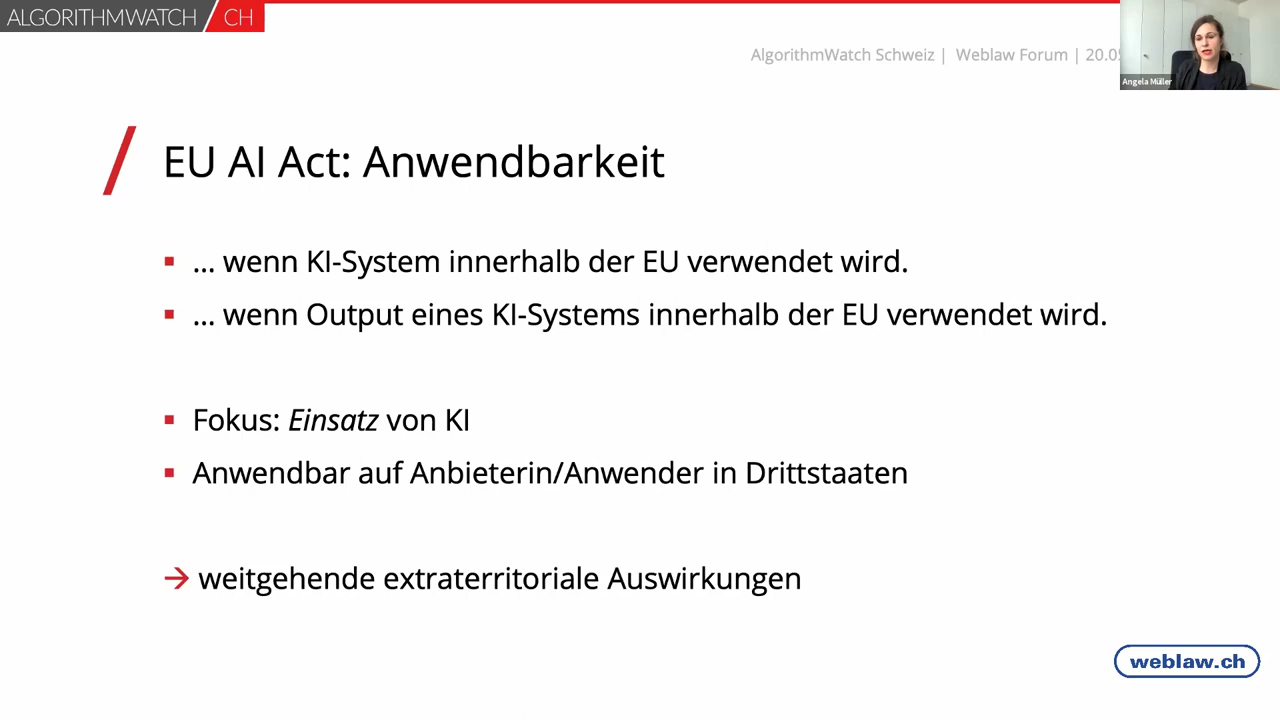 ALGORITHMWATCH CH
AlgorithmWatch Schweiz | Weblaw Forum | 20.05
Angela Müller
EU AI Act: Anwendbarkeit
... wenn KI-System innerhalb der EU verwendet wird.
... wenn Output eines KI-Systems innerhalb der EU verwendet wird.
Fokus: Einsatz von KI
Anwendbar auf Anbieterin/Anwender in Drittstaaten
→ weitgehende extraterritoriale Auswirkungen
weblaw.ch